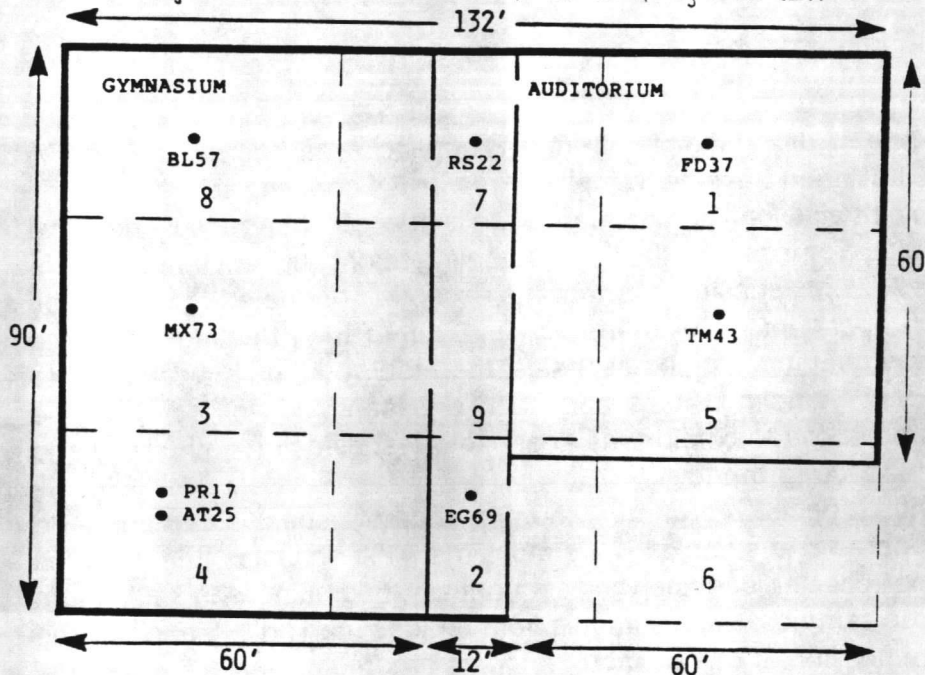 132'
GYMNASIUM
AUDITORIUM
BL57
RS22
FD37
8
7
1
60
90'
MX73
TM43
3
9
5
PR17
AT25
EG69
4
2
6
60'
12'
60'